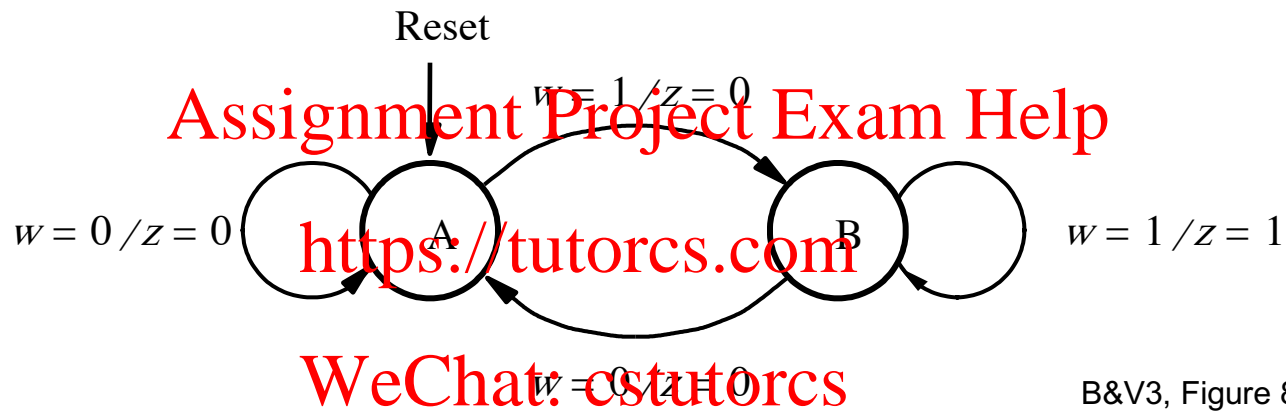 Reset
w = 1 / z = 0
Assignment Project Exam Help
w = 0 / z = 0
A
B
w = 1 / z = 1
https://tutorcs.com
w = 0 / z = 0
WeChat: cstutorcs
B&V3, Figure